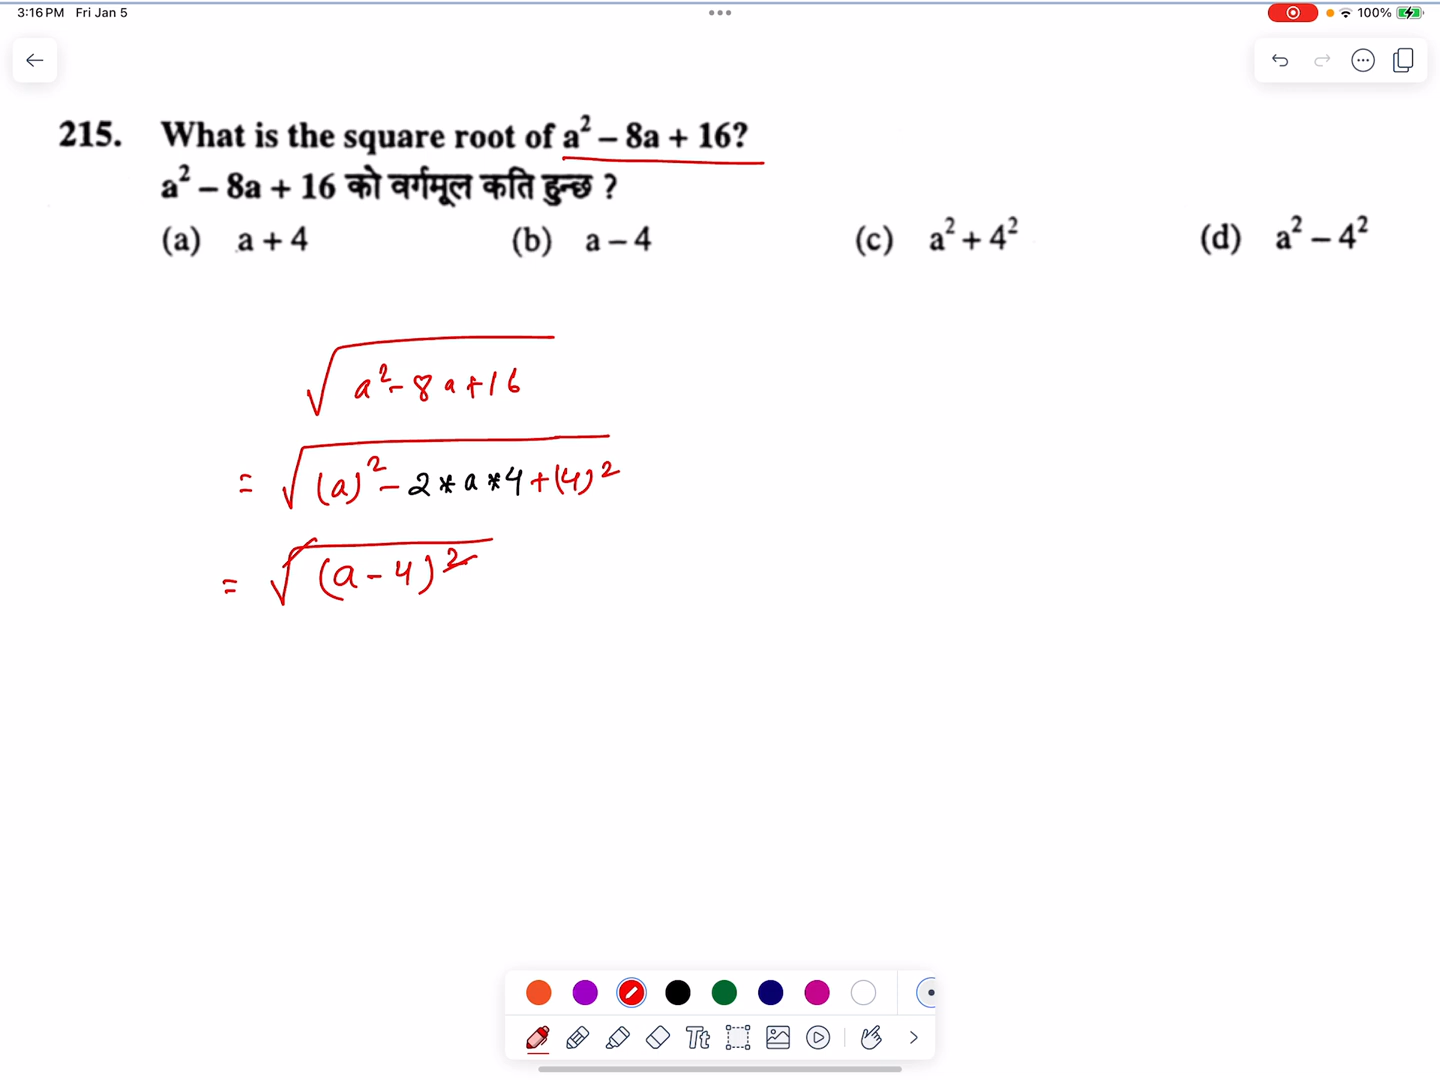 3:16 PM Fri Jan 5
100%
215. What is the square root of a² – 8a + 16?
a² – 8a + 16 को वर्गमूल कति हुन्छ ?
(a) a + 4 (b) a – 4 (c) a² + 4² (d) a² – 4²
√(a² - 8a + 16)
= √((a)² - 2 * a * 4 + (4)²)
= √((a - 4)²)
Tt